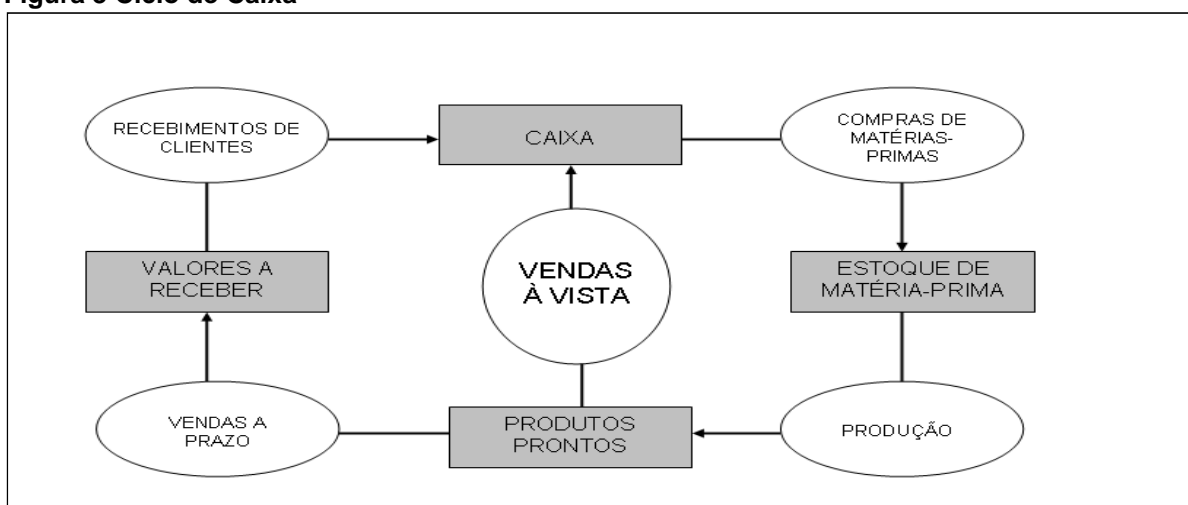 Figura 3 Ciclo de Caixa
RECEBIMENTOS DE
CLIENTES
CAIXA
COMPRAS DE
MATÉRIAS-
PRIMAS
VALORES A
RECEBER
VENDAS
À VISTA
ESTOQUE DE
MATÉRIA-PRIMA
VENDAS A
PRAZO
PRODUTOS
PRONTOS
PRODUÇÃO